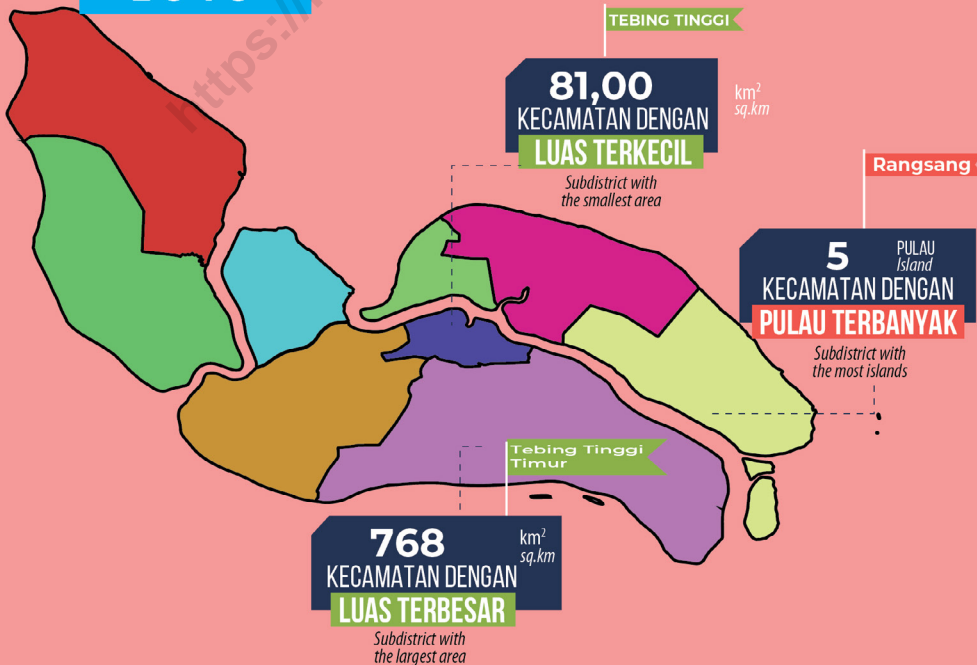 https://
TEBING TINGGI
81,00
km²
sq.km
KECAMATAN DENGAN
LUAS TERKECIL
Subdistrict with
the smallest area
Rangsang
5
PULAU
Island
KECAMATAN DENGAN
PULAU TERBANYAK
Subdistrict with
the most islands
Tebing Tinggi
Timur
768
km²
sq.km
KECAMATAN DENGAN
LUAS TERBESAR
Subdistrict with
the largest area